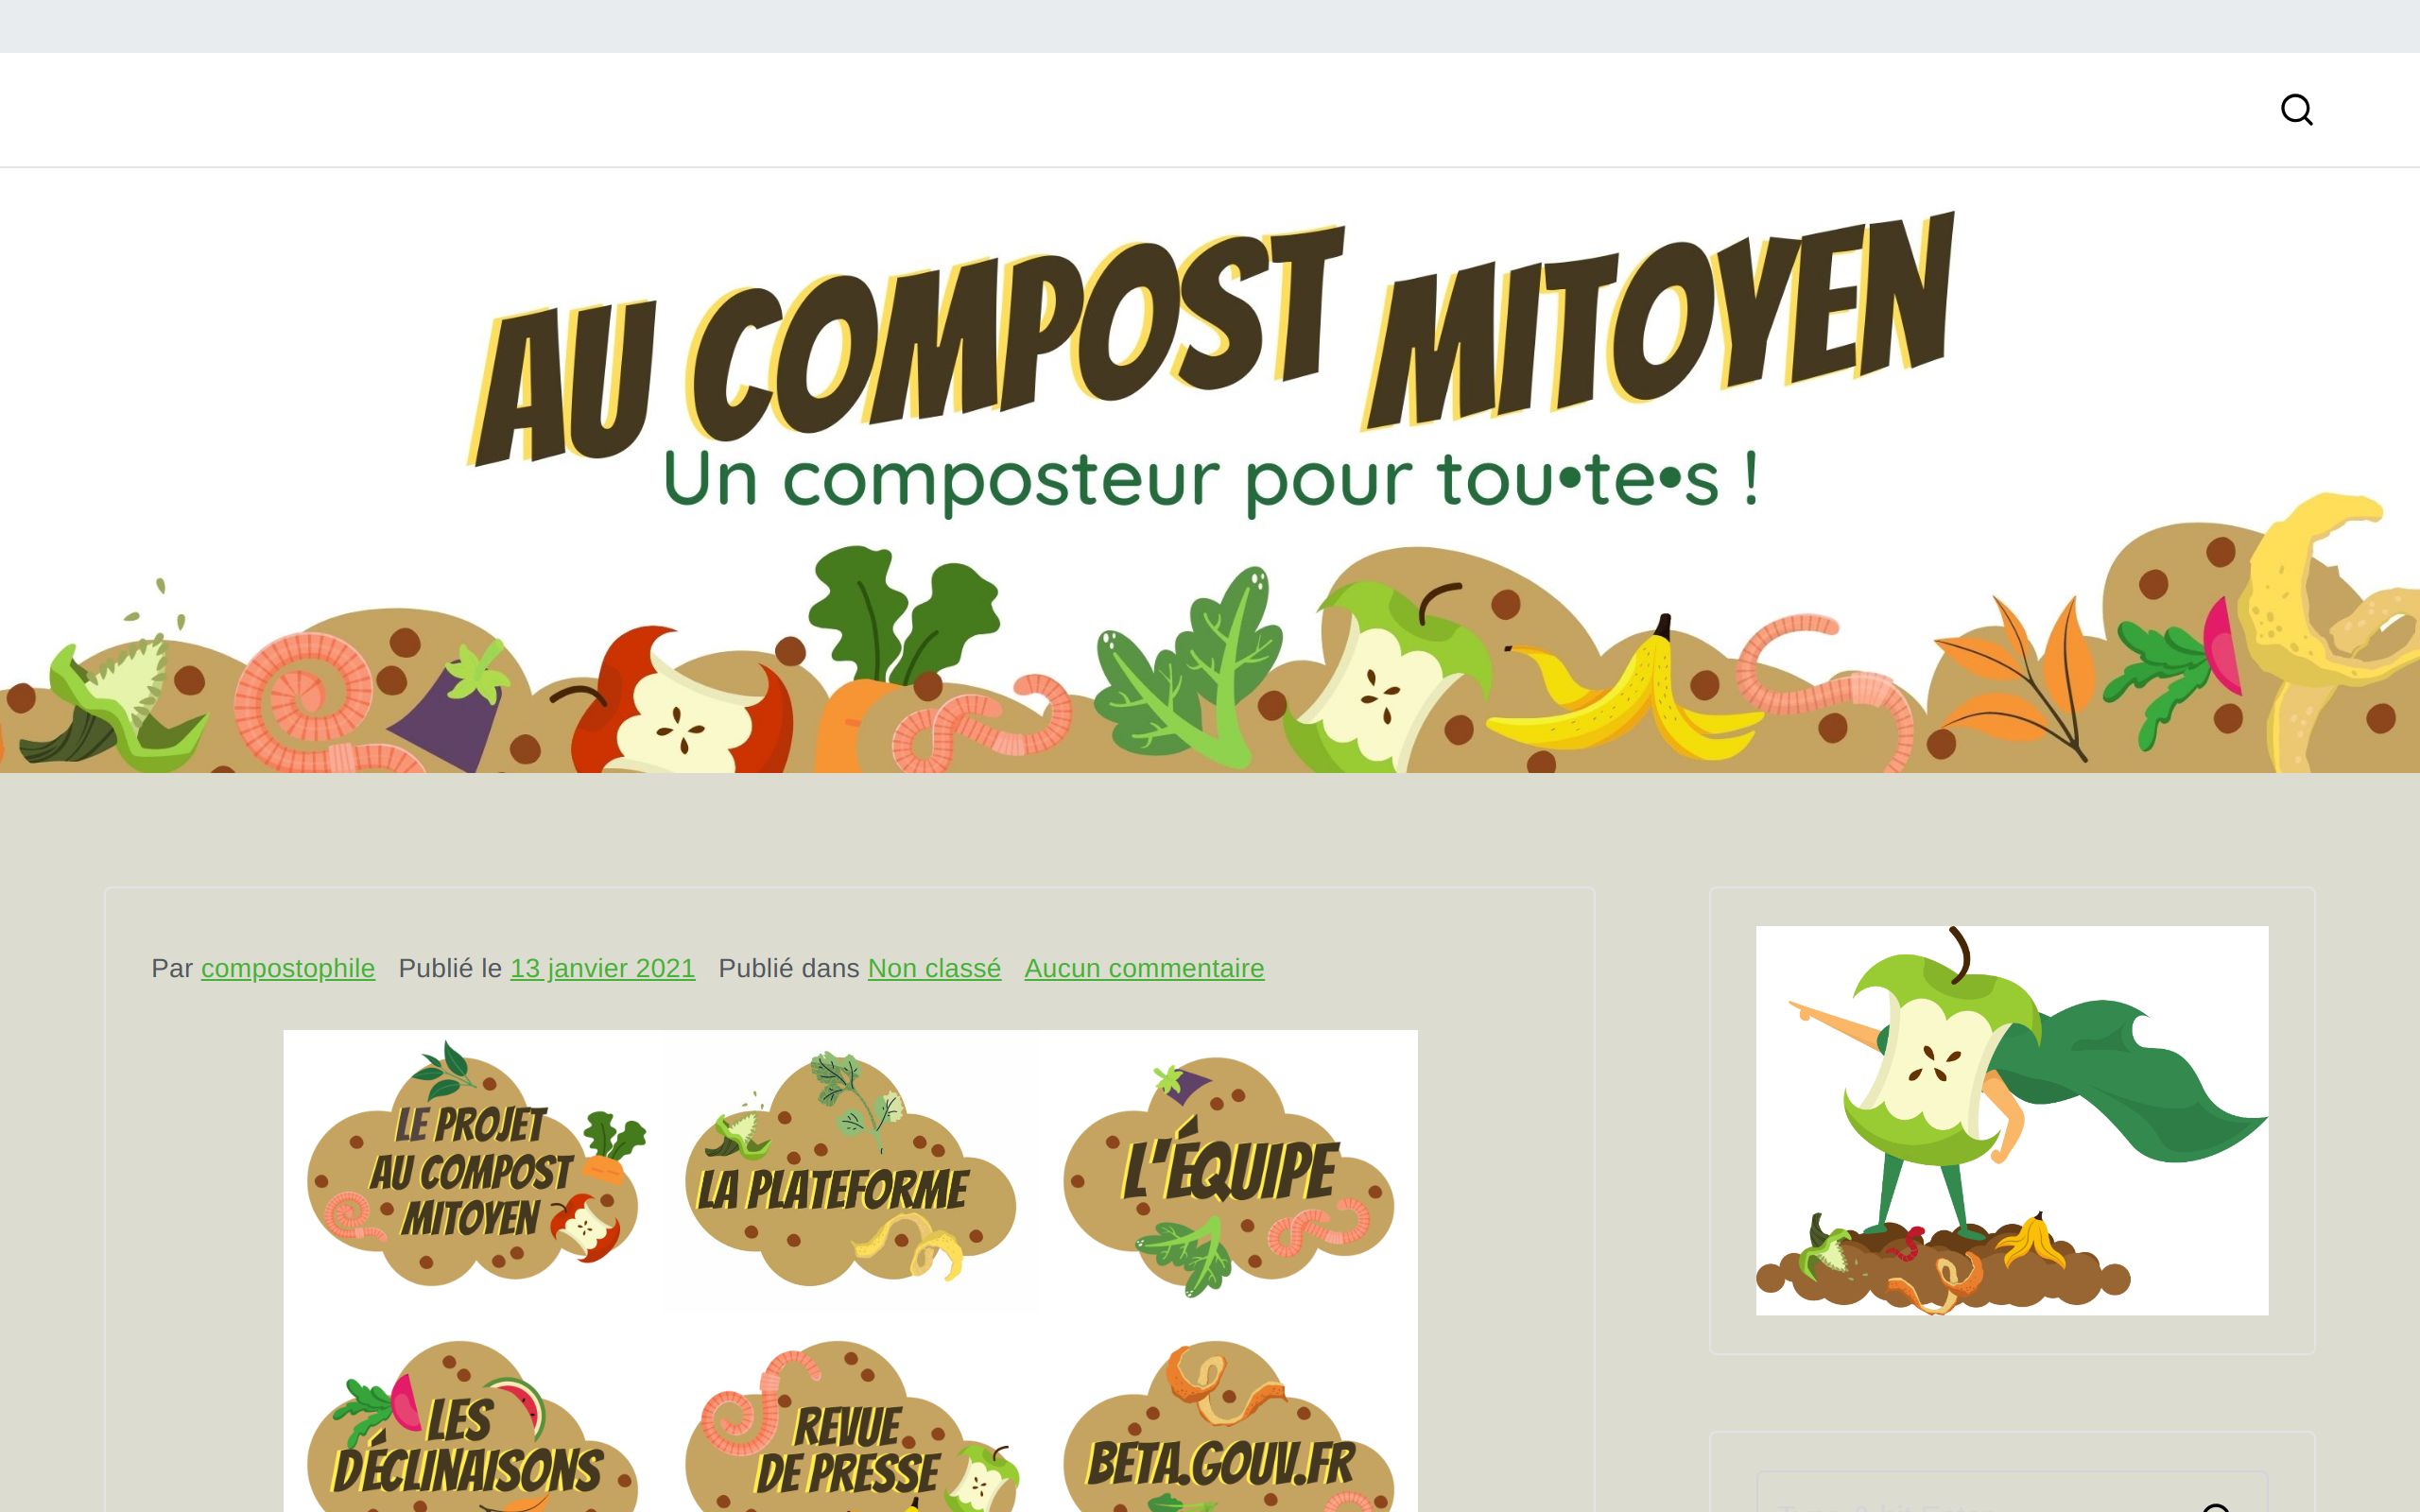 AU COMPOST MITOYEN
Un composteur pour tou•te•s !
Par compostophile Publié le 13 janvier 2021 Publié dans Non classé Aucun commentaire
LE PROJET
AU COMPOST
MITOYEN
LA PLATEFORME
L'ÉQUIPE
LES
DÉCLINAISONS
REVUE
DE PRESSE
BETA.GOUV.FR